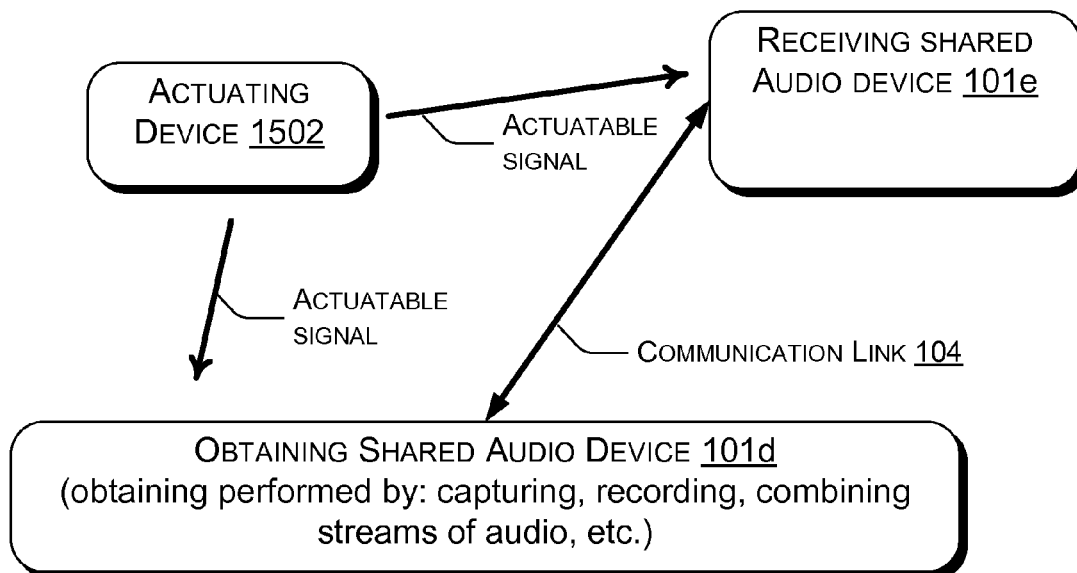 ACTUATING
DEVICE 1502
RECEIVING SHARED
AUDIO DEVICE 101e
ACTUATABLE
SIGNAL
ACTUATABLE
SIGNAL
COMMUNICATION LINK 104
OBTAINING SHARED AUDIO DEVICE 101d
(obtaining performed by: capturing, recording, combining
streams of audio, etc.)